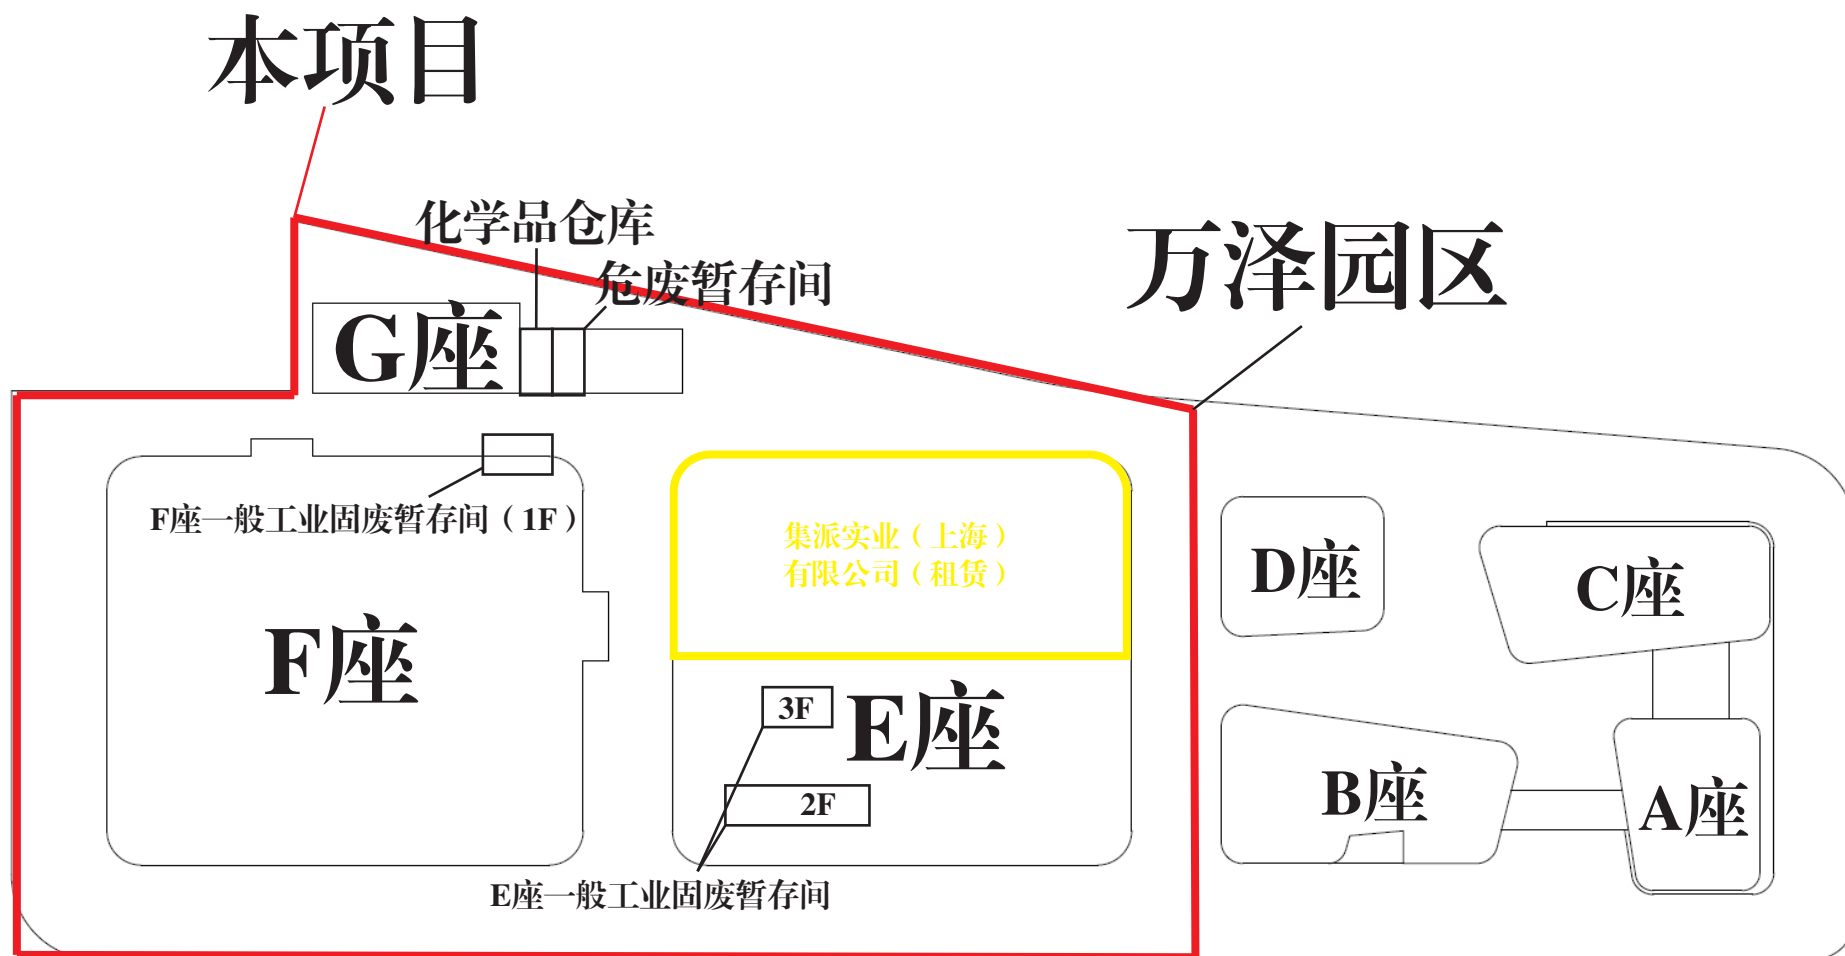 本项目
化学品仓库
万泽园区
危废暂存间
G座
F座一般工业固废暂存间（1F）
集派实业（上海）
有限公司（租赁）
D座
C座
F座
3F
E座
2F
B座
A座
E座一般工业固废暂存间